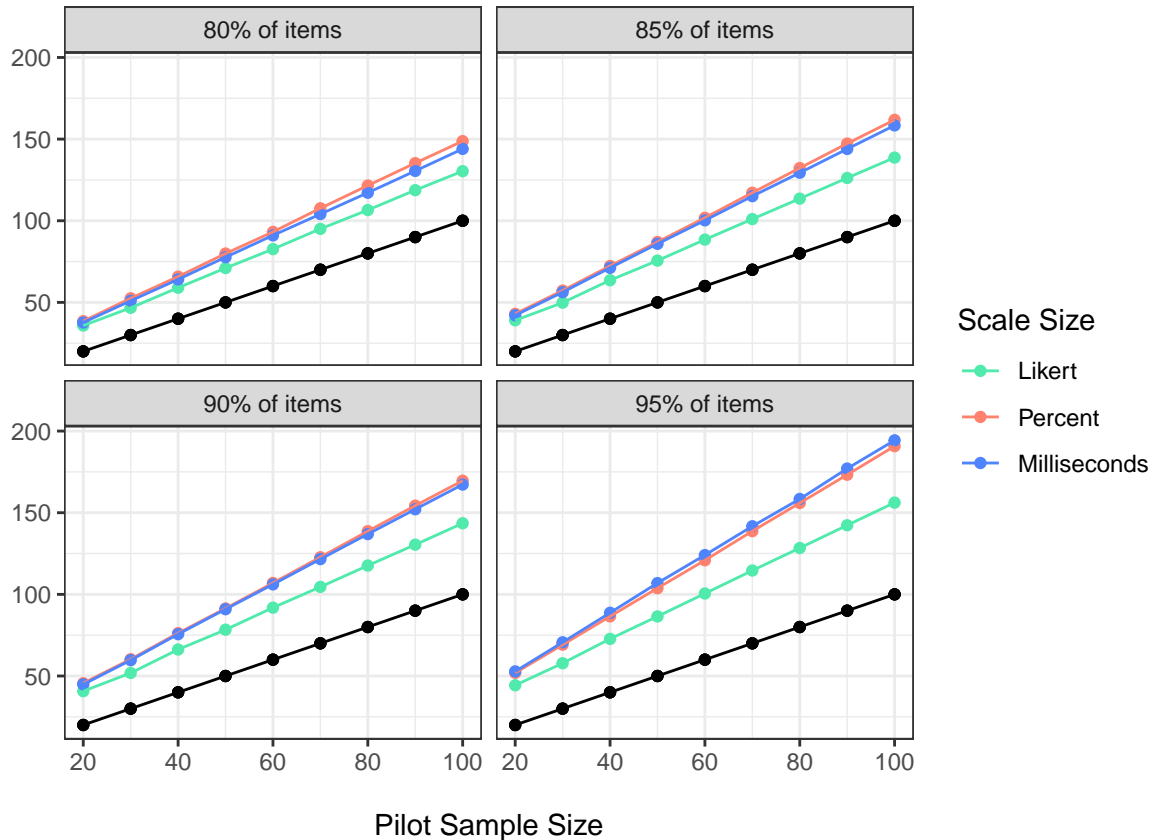 80% of items
85% of items
200
150
100
50
90% of items
95% of items
200
150
100
50
20 40 60 80 100
20 40 60 80 100
Pilot Sample Size
Scale Size
Likert
Percent
Milliseconds